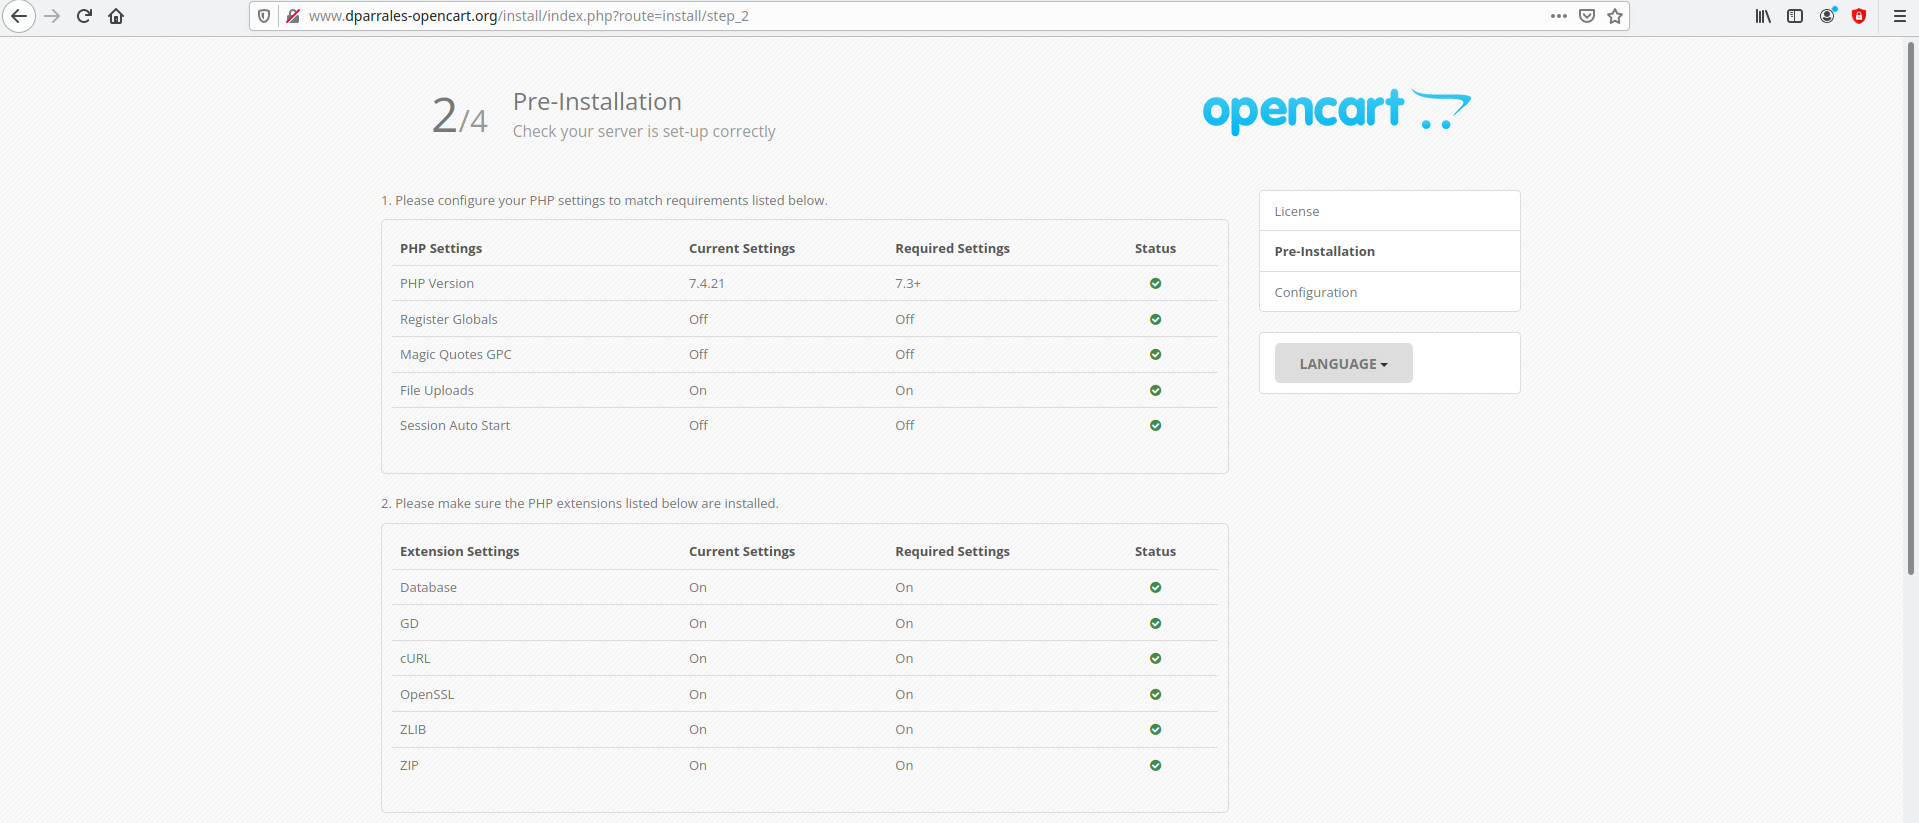 www.dparrales-opencart.org/install/index.php?route=install/step_2
2/4
Pre-Installation
Check your server is set-up correctly
opencart
1. Please configure your PHP settings to match requirements listed below.
PHP Settings Current Settings Required Settings Status
PHP Version 7.4.21 7.3+
Register Globals Off Off
Magic Quotes GPC Off Off
File Uploads On On
Session Auto Start Off Off
2. Please make sure the PHP extensions listed below are installed.
Extension Settings Current Settings Required Settings Status
Database On On
GD On On
cURL On On
OpenSSL On On
ZLIB On On
ZIP On On
License
Pre-Installation
Configuration
LANGUAGE